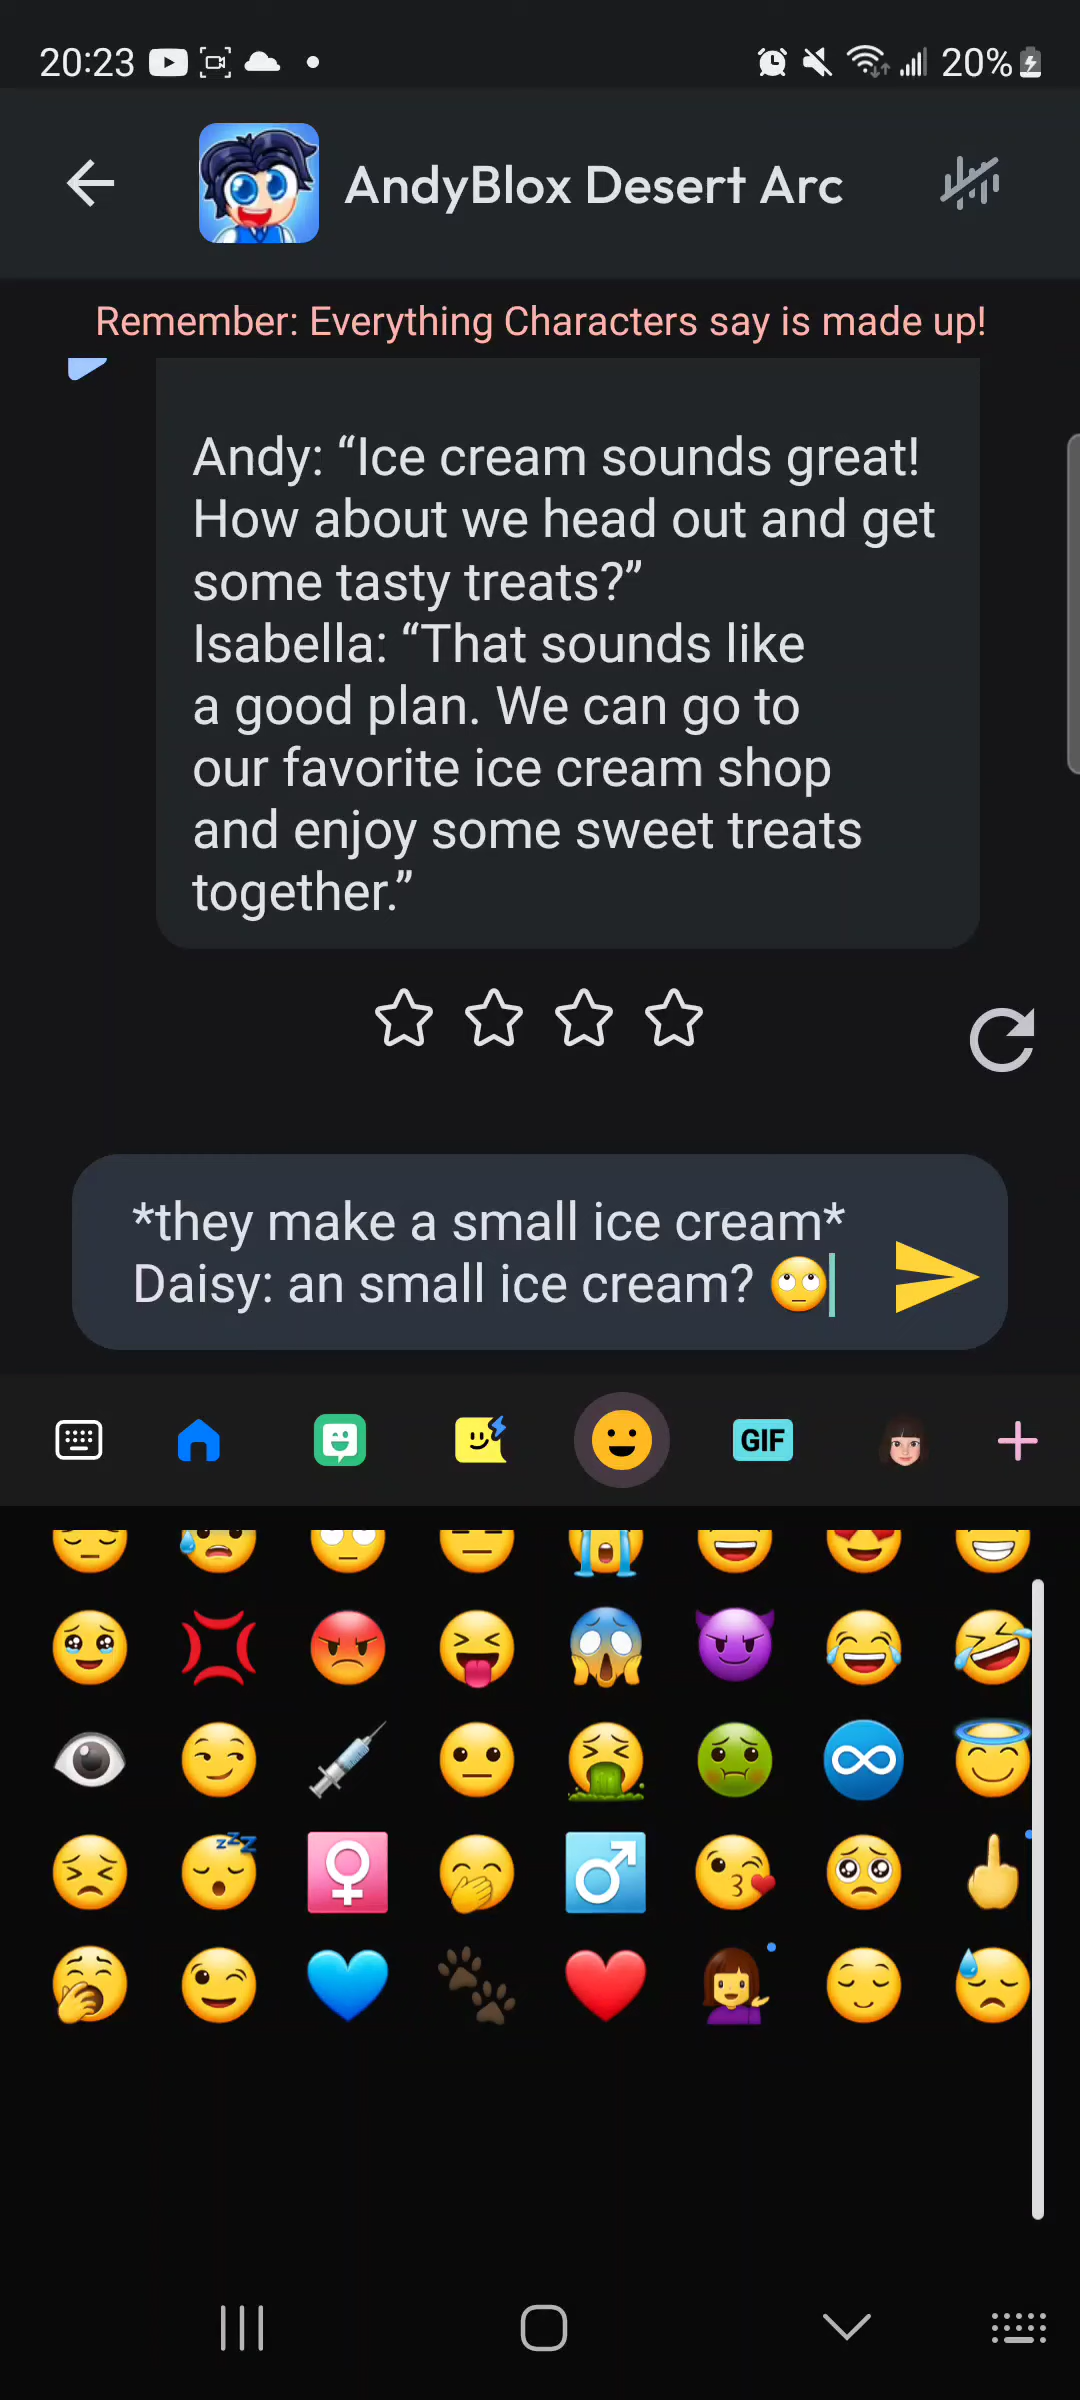 20:23
20%
AndyBlox Desert Arc
Remember: Everything Characters say is made up!
Andy: “Ice cream sounds great!
How about we head out and get
some tasty treats?”
Isabella: “That sounds like
a good plan. We can go to
our favorite ice cream shop
and enjoy some sweet treats
together.”
*they make a small ice cream*
Daisy: an small ice cream? 🙄
GIF